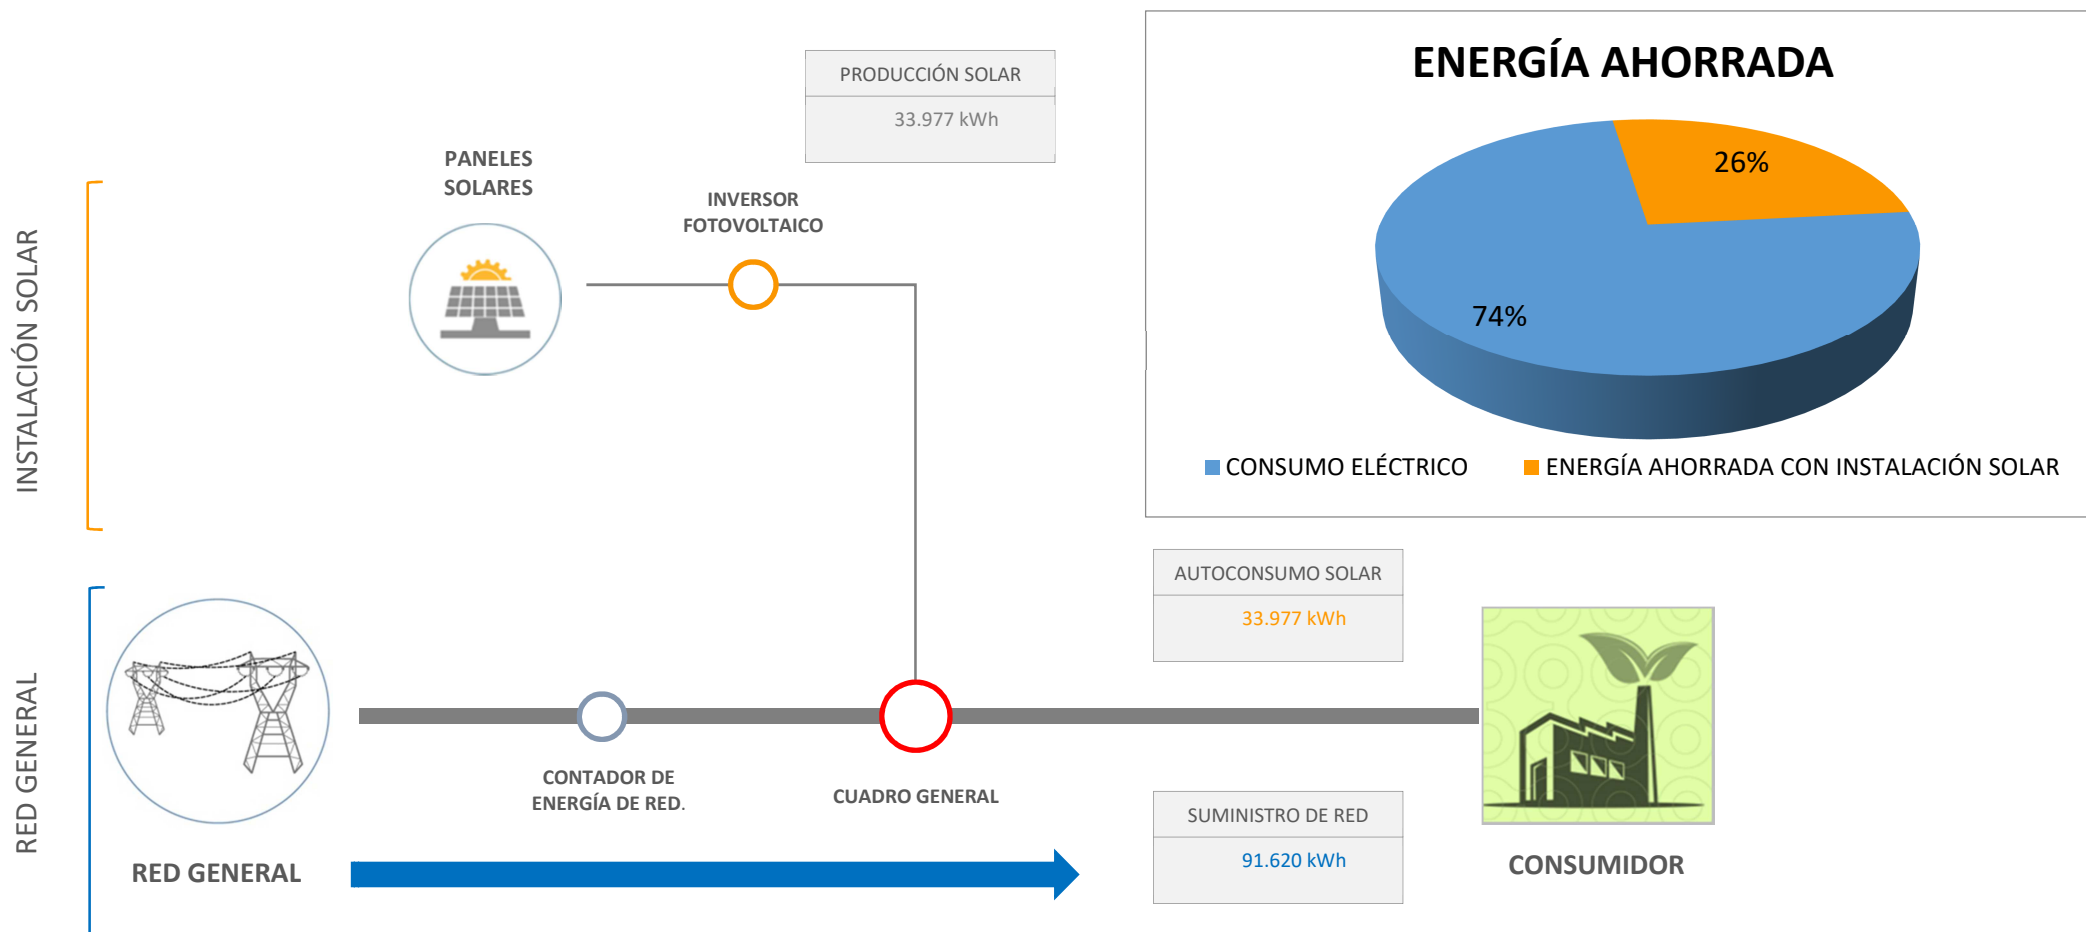 PRODUCCIÓN SOLAR
33.977 kWh
ENERGÍA AHORRADA
26%
74%
CONSUMO ELÉCTRICO
ENERGÍA AHORRADA CON INSTALACIÓN SOLAR
INSTALACIÓN SOLAR
PANELES
SOLARES
INVERSOR
FOTOVOLTAICO
AUTOCONSUMO SOLAR
33.977 kWh
RED GENERAL
CONTADOR DE
ENERGÍA DE RED.
CUADRO GENERAL
SUMINISTRO DE RED
91.620 kWh
RED GENERAL
CONSUMIDOR